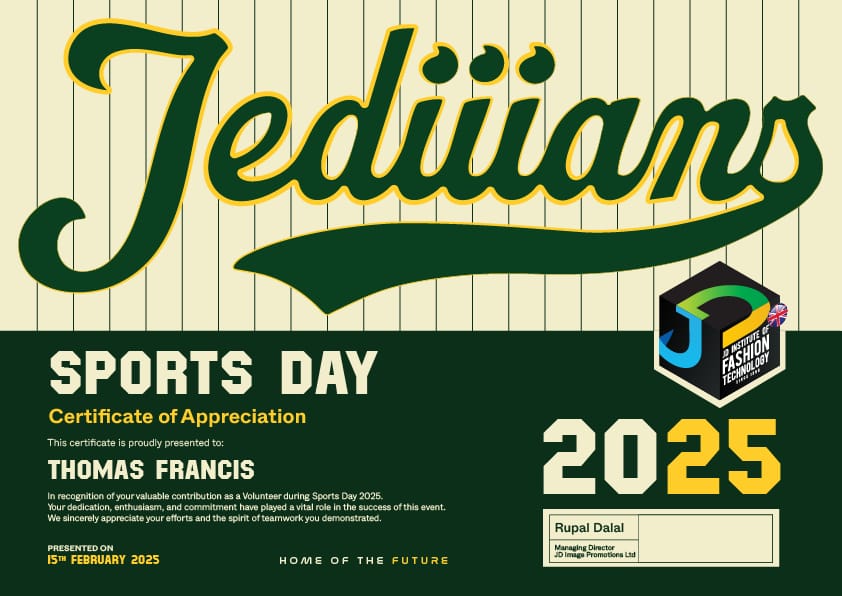 Jediiians
JD INSTITUTE OF
FASHION
TECHNOLOGY
SINCE 1988
SPORTS DAY
Certificate of Appreciation
This certificate is proudly presented to:
THOMAS FRANCIS
In recognition of your valuable contribution as a Volunteer during Sports Day 2025.
Your dedication, enthusiasm, and commitment have played a vital role in the success of this event.
We sincerely appreciate your efforts and the spirit of teamwork you demonstrated.
PRESENTED ON
15TH FEBRUARY 2025
HOME OF THE FUTURE
2025
Rupal Dalal
Managing Director
JD Image Promotions Ltd